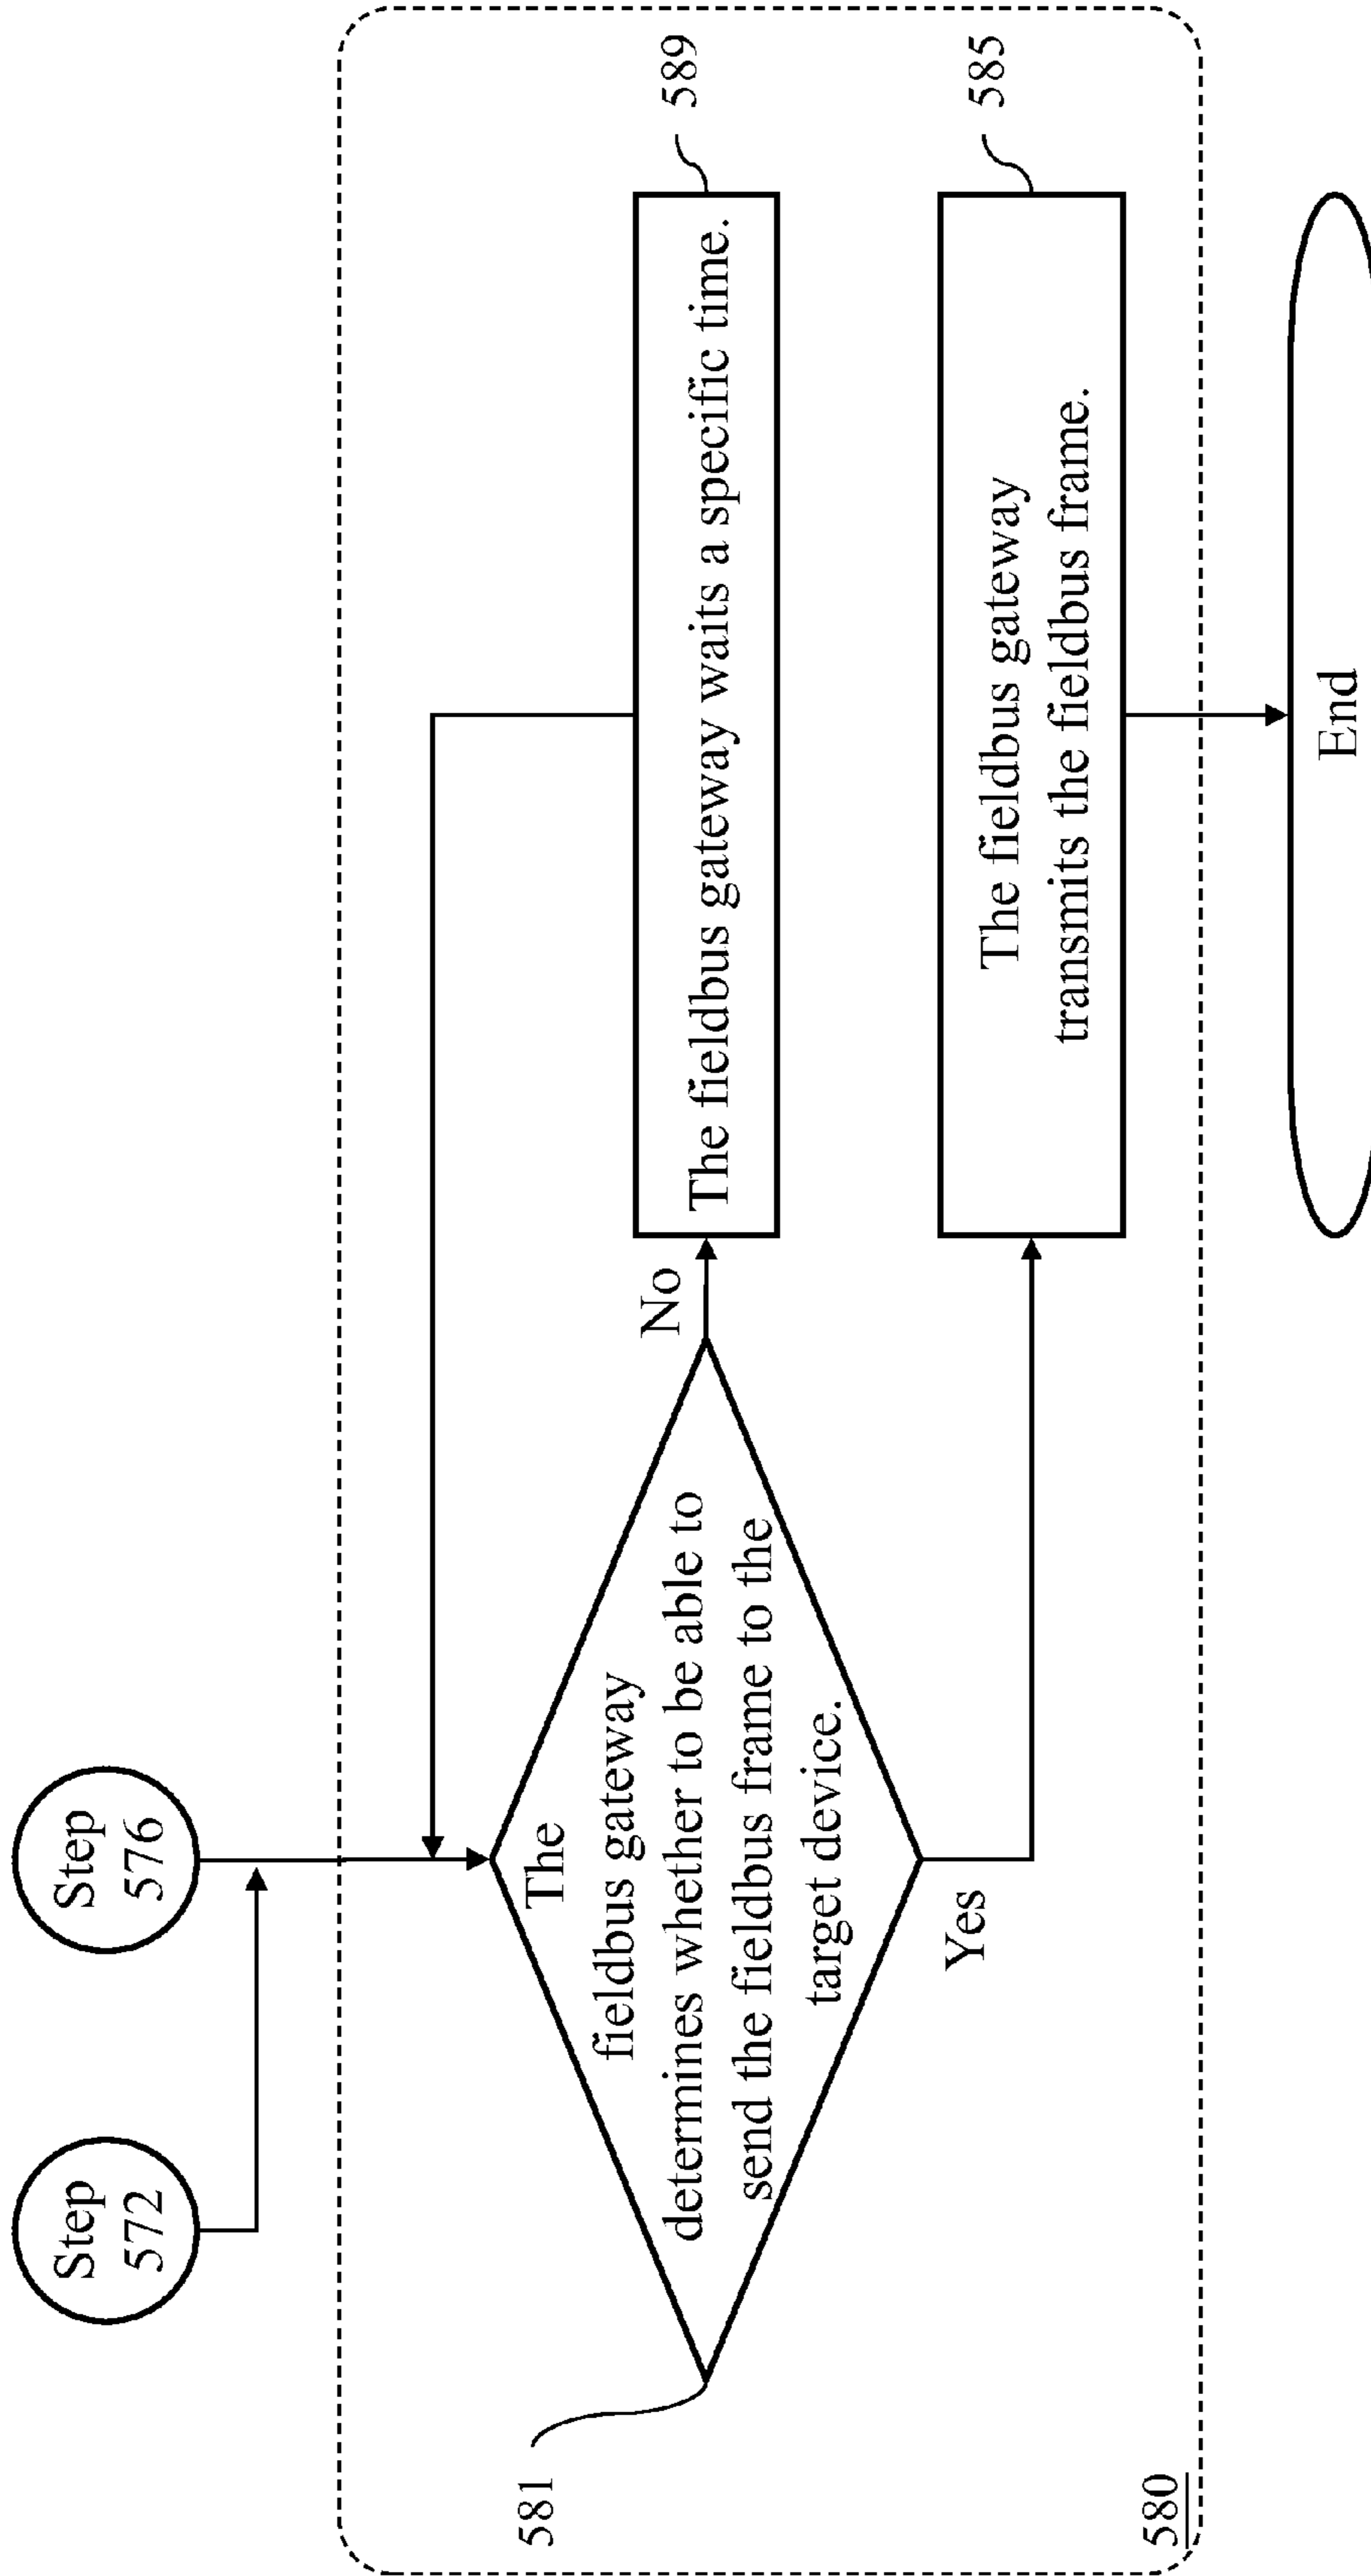 Step
572
Step
576
581
The
fieldbus gateway
determines whether to be able to
send the fieldbus frame to the
target device.
No
The fieldbus gateway waits a specific time.
589
Yes
The fieldbus gateway
transmits the fieldbus frame.
585
580
End